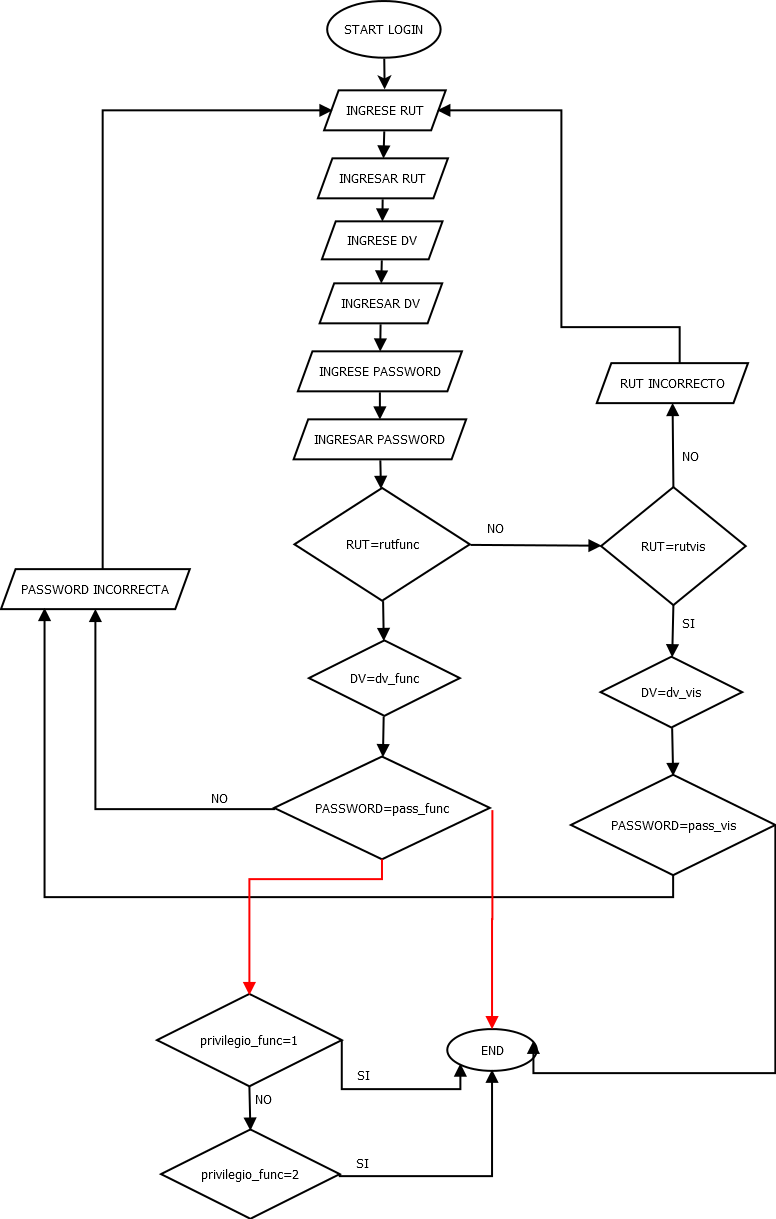 START LOGIN
INGRESE RUT
INGRESAR RUT
INGRESE DV
INGRESAR DV
INGRESE PASSWORD
RUT INCORRECTO
INGRESAR PASSWORD
NO
NO
RUT=rutfunc
RUT=rutvis
PASSWORD INCORRECTA
SI
DV=dv_func
DV=dv_vis
NO
PASSWORD=pass_func
PASSWORD=pass_vis
privilegio_func=1
END
SI
NO
SI
privilegio_func=2